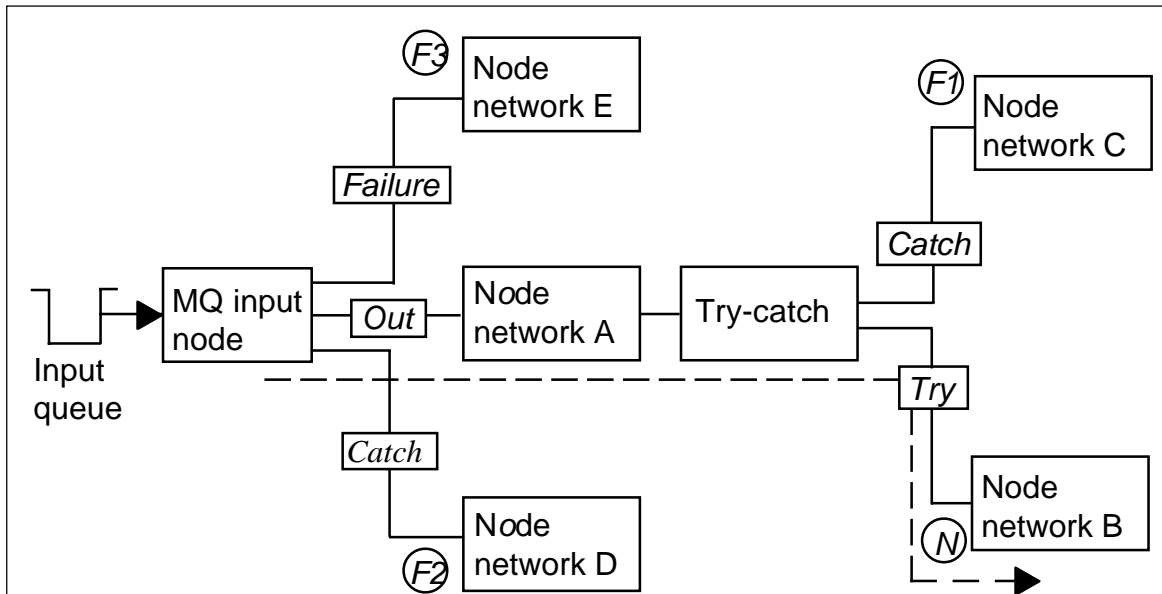 F3
Node
network E
F1
Node
network C
Failure
Catch
MQ input
node
Out
Node
network A
Try-catch
Input
queue
Try
Catch
Node
network D
F2
Node
network B
N